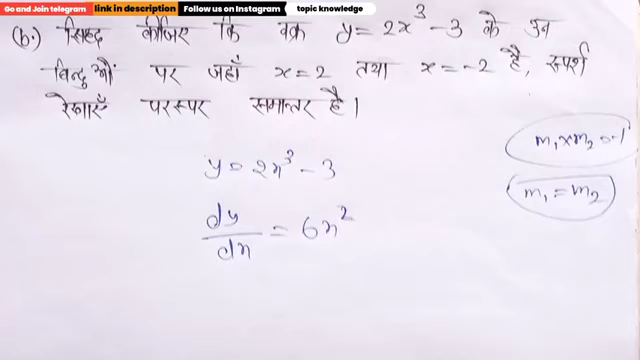 Go and Join telegram link in description Follow us on Instagram topic knowledge
(b.) सिद्ध कीजिए कि वक्र y = 2x³ - 3 के उन
बिन्दुओं पर जहाँ x = 2 तथा x = -2 है, स्पर्श
रेखाएँ परस्पर समान्तर है।
m₁ × m₂ = -1
y = 2x³ - 3
m₁ = m₂
dy/dx = 6x²